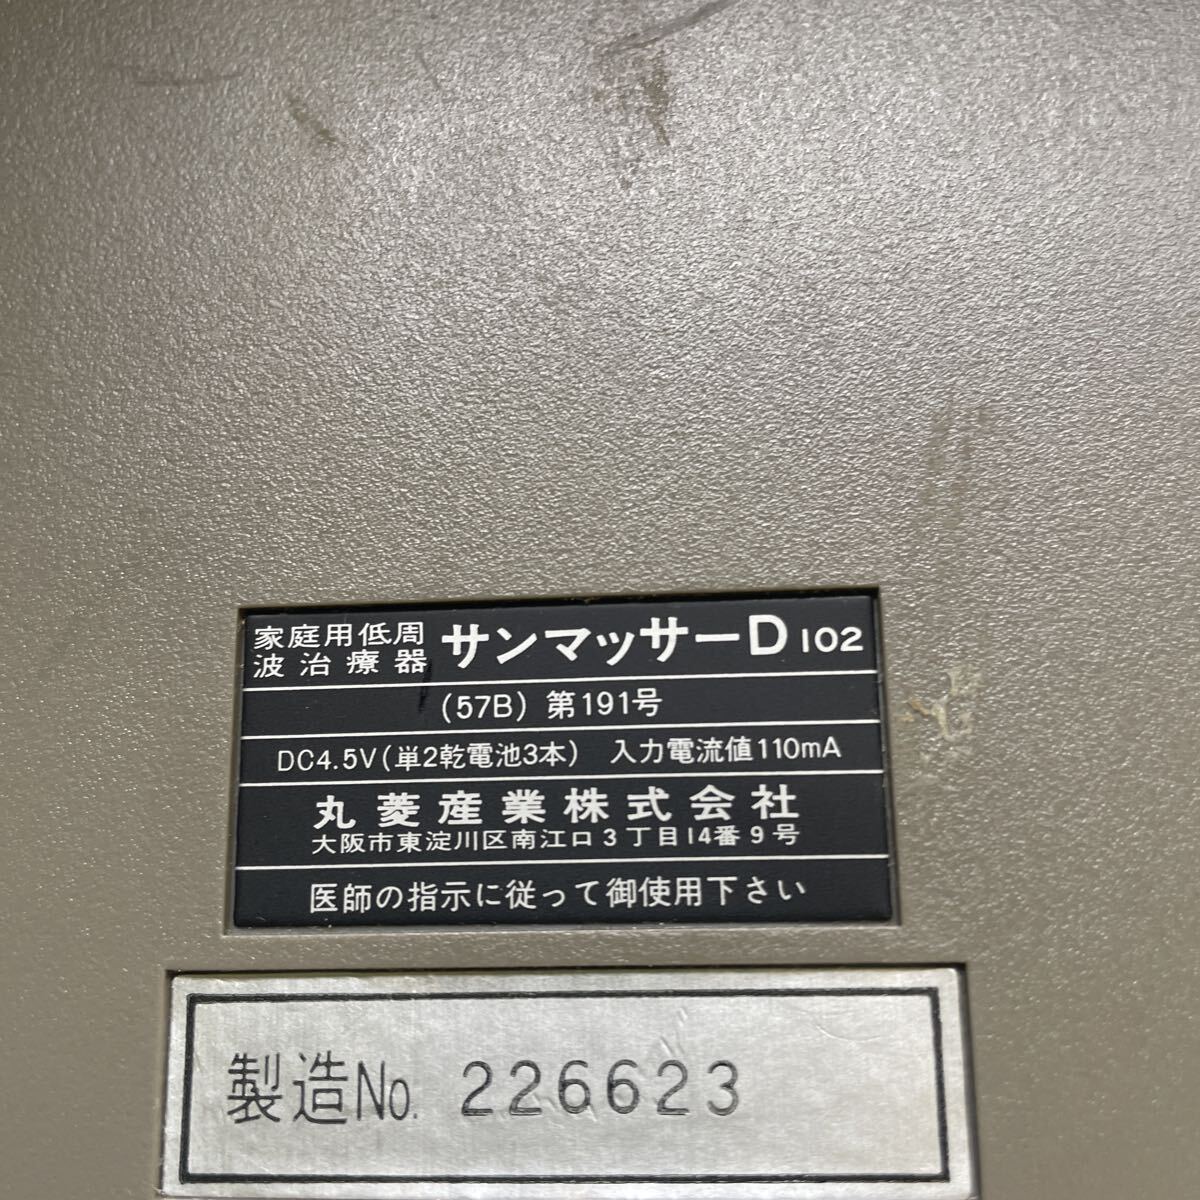 家庭用低周波治療器 サンマッサーD102
(57B) 第191号
DC4.5V(単2乾電池3本) 入力電流値110mA
丸菱産業株式会社
大阪市東淀川区南江口3丁目14番9号
医師の指示に従って御使用下さい
製造No. 226623